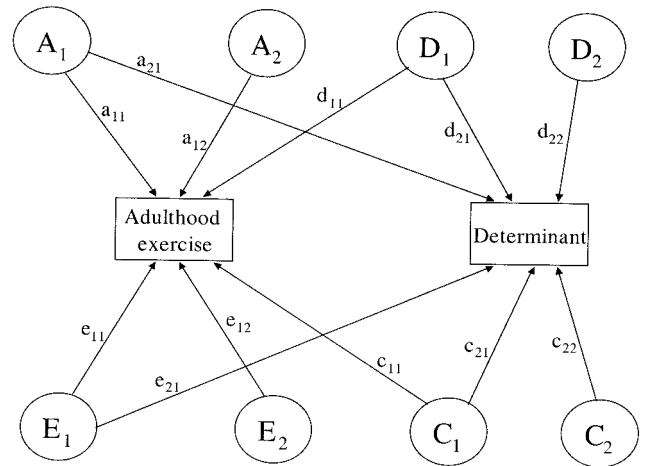 A₁
A₂
D₁
D₂
a₂₁
d₁₁
a₁₁
a₁₂
d₂₁
d₂₂
Adulthood
exercise
Determinant
e₁₁
e₁₂
e₂₁
c₁₁
c₂₁
c₂₂
E₁
E₂
C₁
C₂